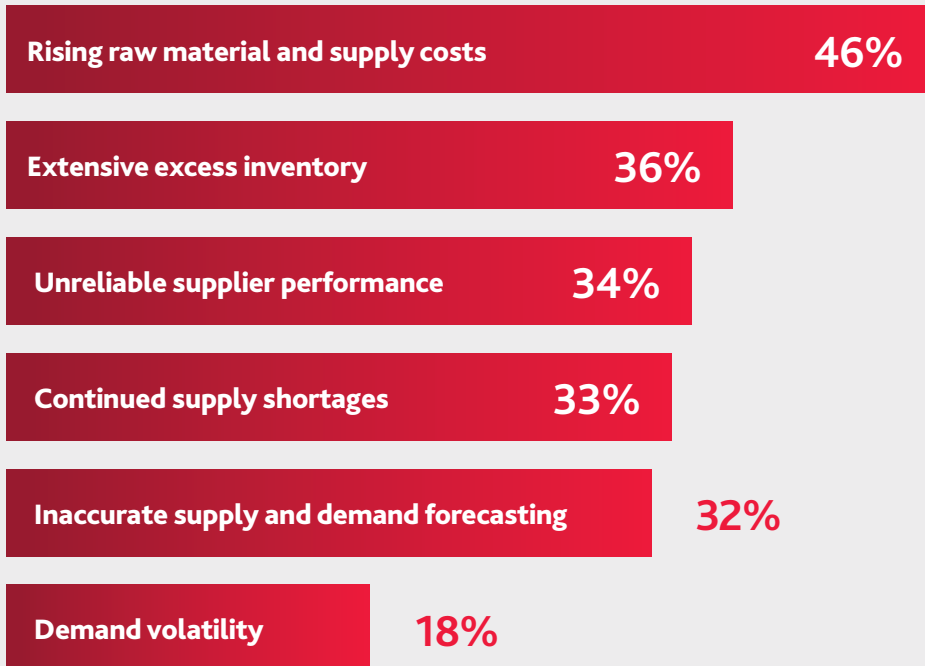 Rising raw material and supply costs 46%
Extensive excess inventory 36%
Unreliable supplier performance 34%
Continued supply shortages 33%
Inaccurate supply and demand forecasting 32%
Demand volatility 18%